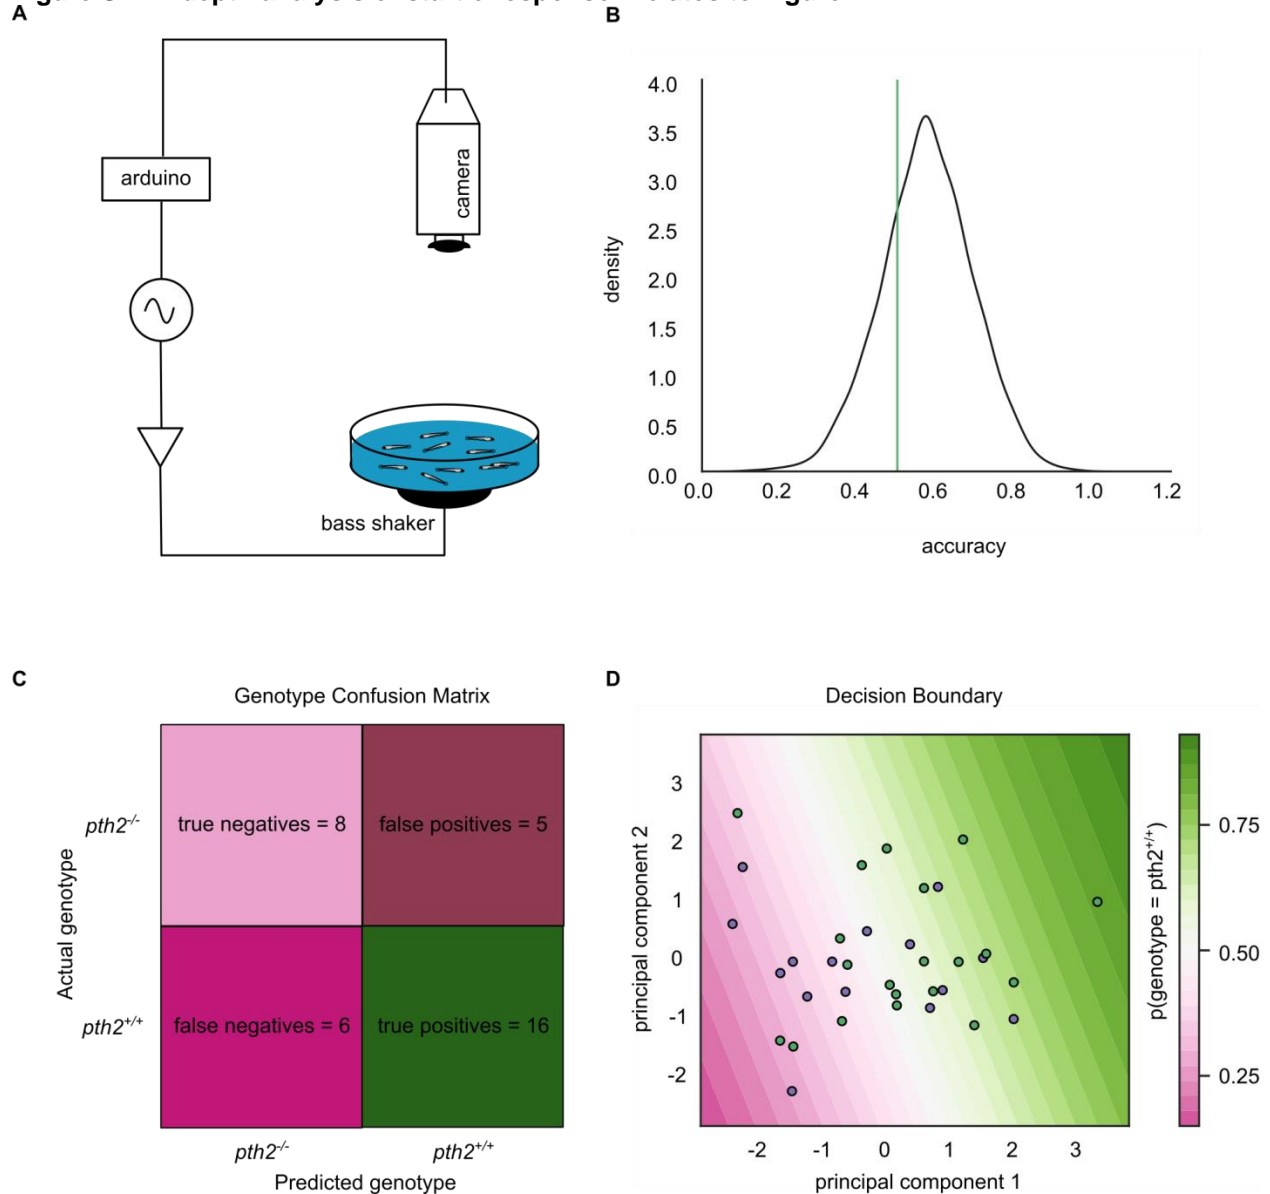 A
B
arduino
camera
bass shaker
4.0
3.5
3.0
2.5
2.0
1.5
1.0
0.5
0.0
density
0.0 0.2 0.4 0.6 0.8 1.0 1.2
accuracy
C
Genotype Confusion Matrix
Actual genotype
pth2-/-
true negatives = 8
false positives = 5
pth2+/+
false negatives = 6
true positives = 16
pth2-/- pth2+/+
Predicted genotype
D
Decision Boundary
principal component 2
3
2
1
0
-1
-2
-2 -1 0 1 2 3
principal component 1
0.75
0.50
0.25
p(genotype = pth2+/+)